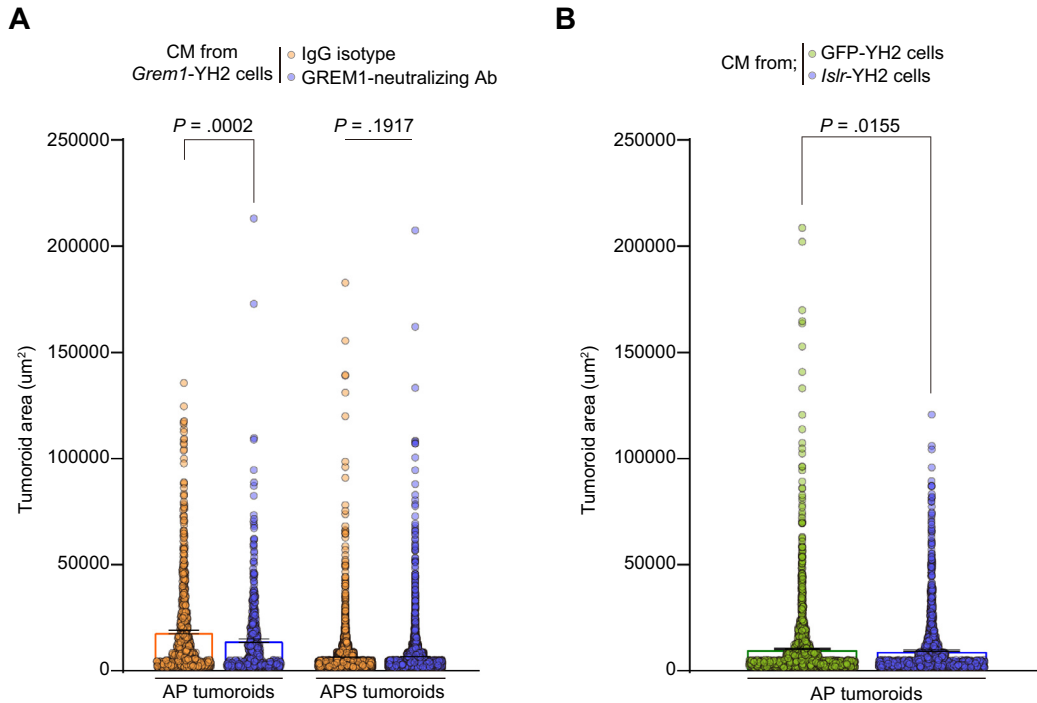 A
CM from
Grem1-YH2 cells
IgG isotype
GREM1-neutralizing Ab
P = .0002
P = .1917
250000
200000
150000
100000
50000
0
Tumoroid area (um²)
AP tumoroids
APS tumoroids
B
CM from;
GFP-YH2 cells
Islr-YH2 cells
P = .0155
250000
200000
150000
100000
50000
0
Tumoroid area (um²)
AP tumoroids